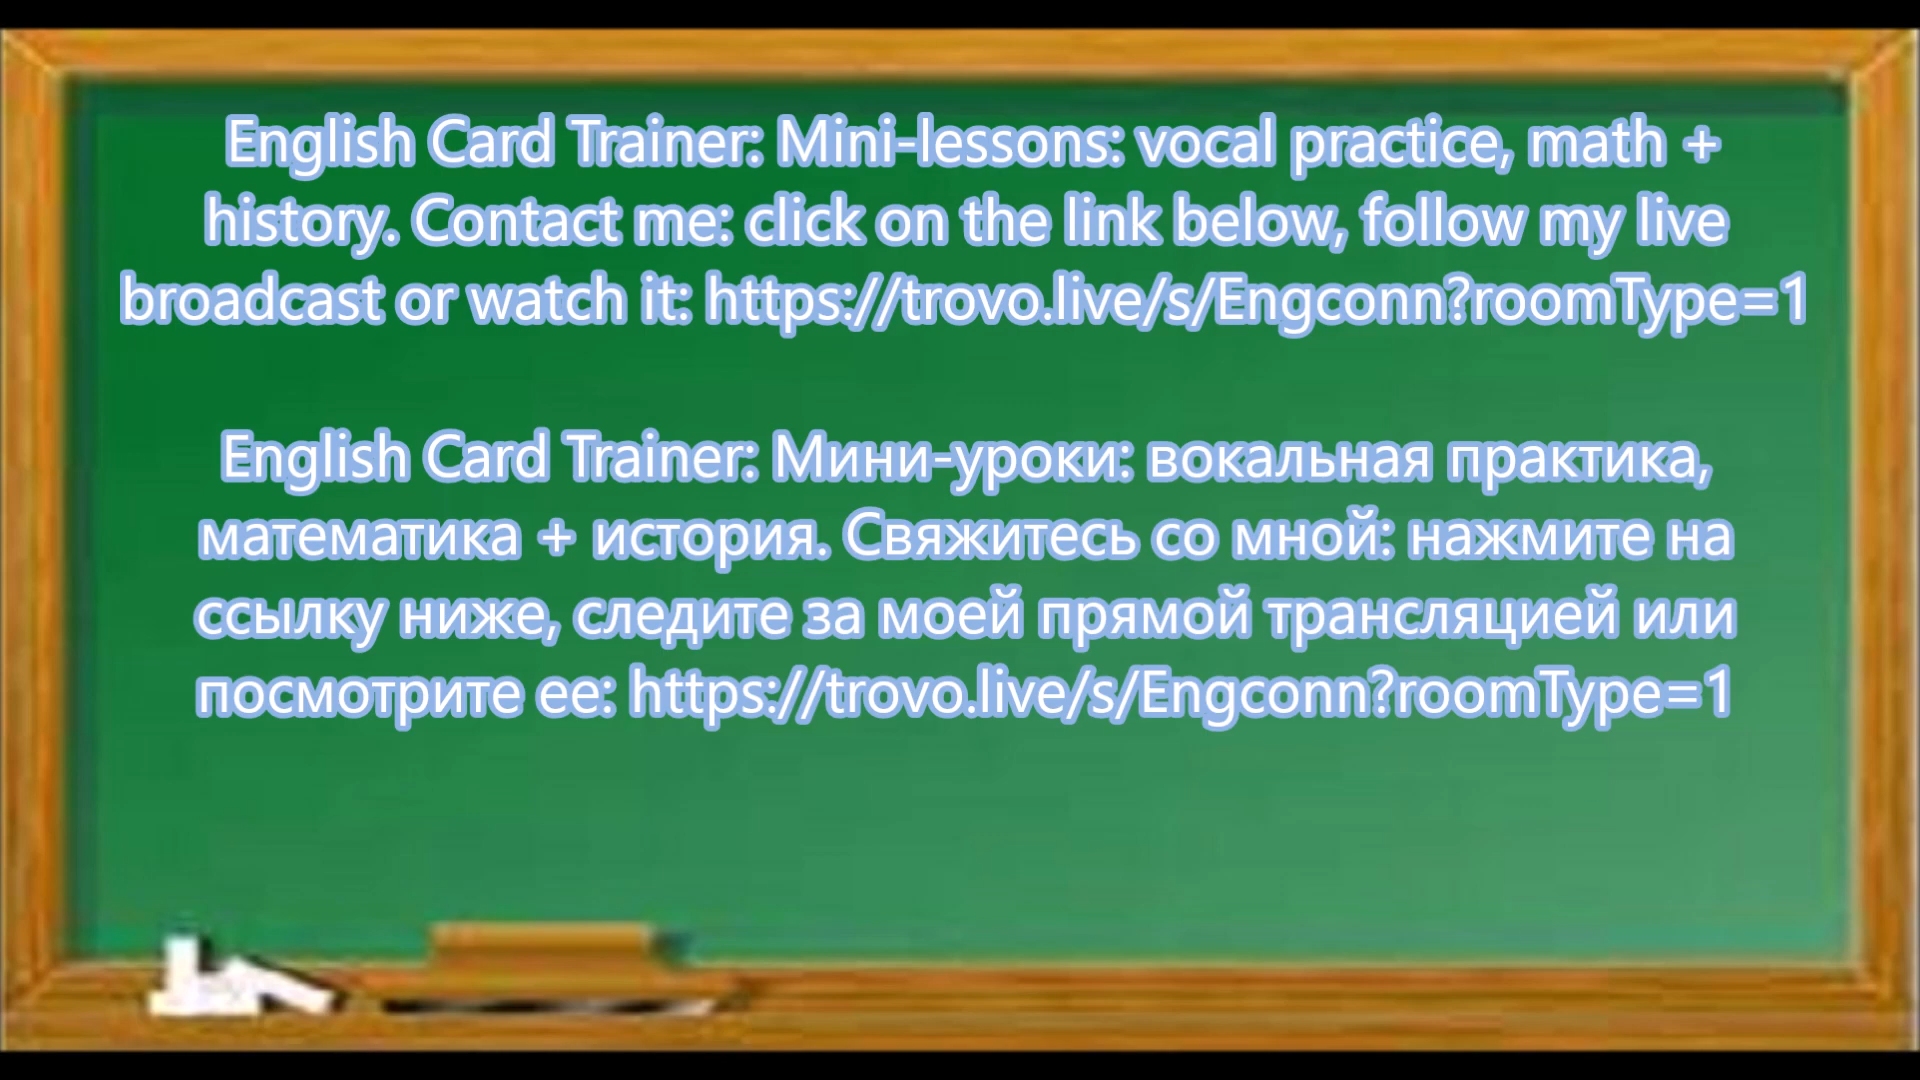 English Card Trainer: Mini-lessons: vocal practice, math +
history. Contact me: click on the link below, follow my live
broadcast or watch it: https://trovo.live/s/Engconn?roomType=1
English Card Trainer: Мини-уроки: вокальная практика,
математика + история. Свяжитесь со мной: нажмите на
ссылку ниже, следите за моей прямой трансляцией или
посмотрите ее: https://trovo.live/s/Engconn?roomType=1